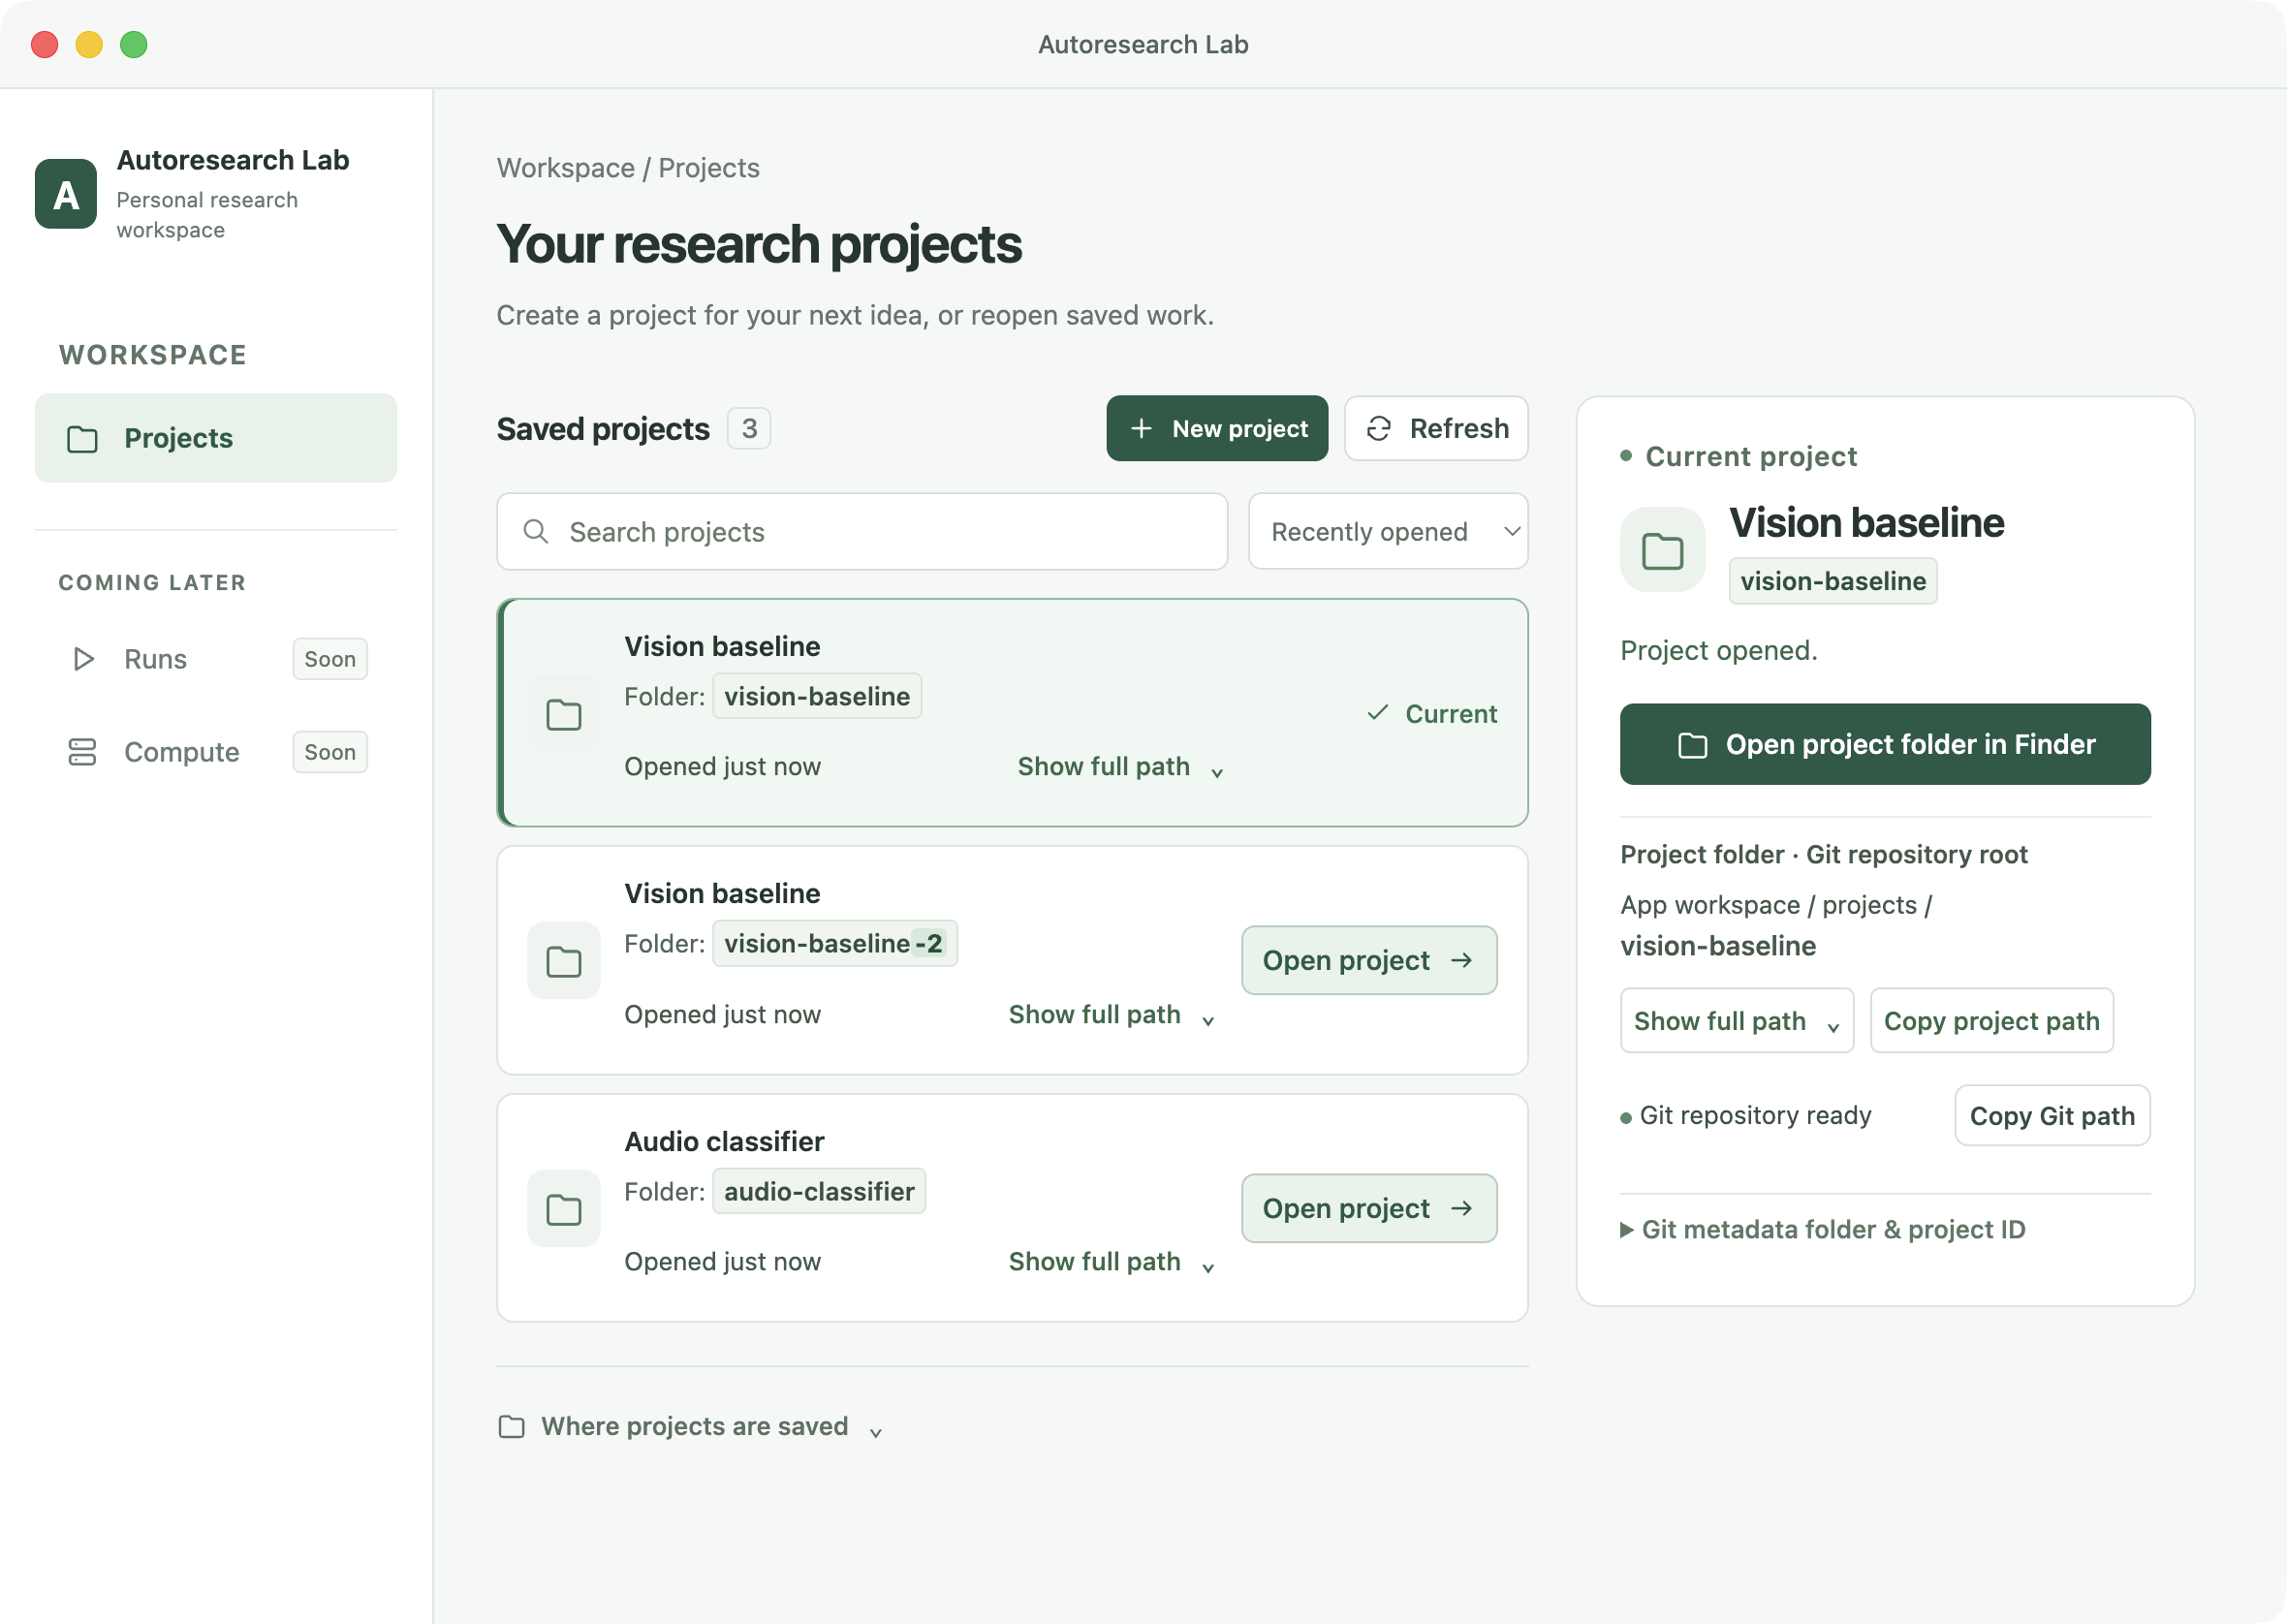 Autoresearch Lab
A
Autoresearch Lab
Personal research
workspace
WORKSPACE
Projects
COMING LATER
Runs
Soon
Compute
Soon
Workspace / Projects
Your research projects
Create a project for your next idea, or reopen saved work.
Saved projects 3
New project
Refresh
Search projects
Recently opened
Vision baseline
Folder: vision-baseline
Opened just now
Show full path
Current
Vision baseline
Folder: vision-baseline-2
Opened just now
Show full path
Open project →
Audio classifier
Folder: audio-classifier
Opened just now
Show full path
Open project →
Where projects are saved
Current project
Vision baseline
vision-baseline
Project opened.
Open project folder in Finder
Project folder · Git repository root
App workspace / projects /
vision-baseline
Show full path
Copy project path
Git repository ready
Copy Git path
Git metadata folder & project ID